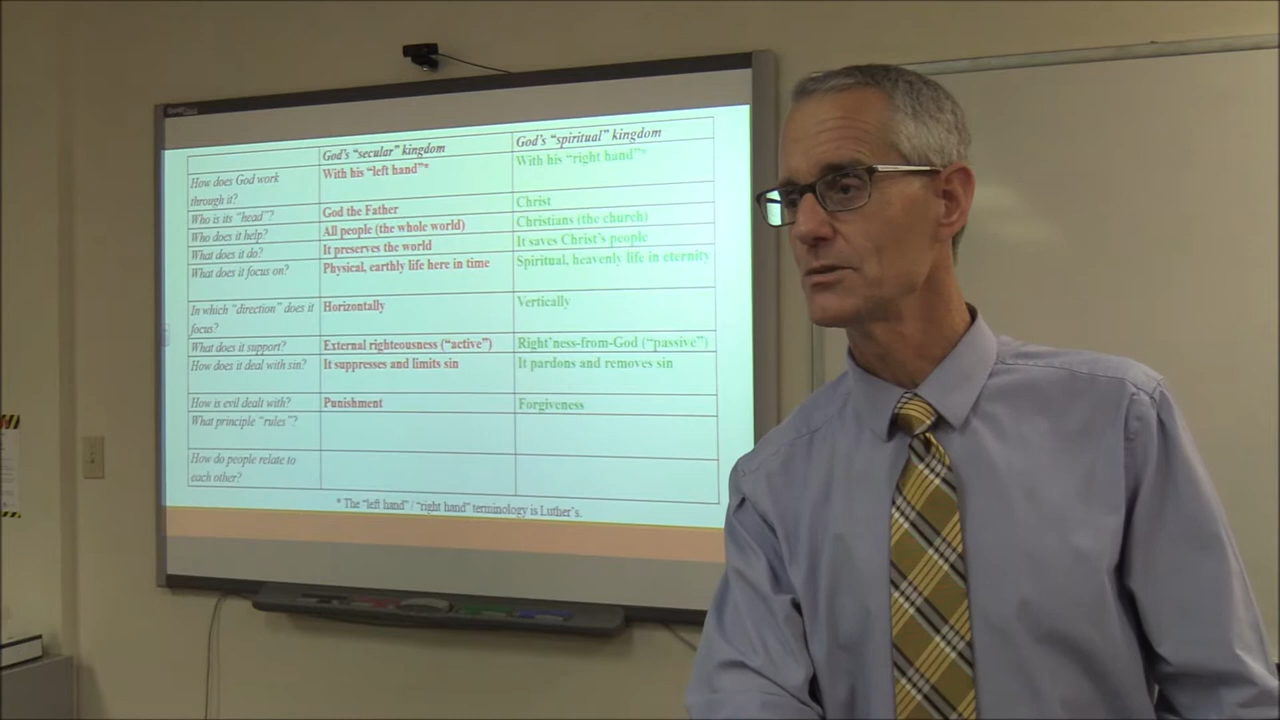 God's "secular" kingdom
God's "spiritual" kingdom
How does God work
through it?
With his "left hand"*
With his "right hand"*
Who is its "head"?
God the Father
Christ
Who does it help?
All people (the whole world)
Christians (the church)
What does it do?
It preserves the world
It saves Christ's people
What does it focus on?
Physical, earthly life here in time
Spiritual, heavenly life in eternity
In which "direction" does it
focus?
Horizontally
Vertically
What does it support?
External righteousness ("active")
Right'ness-from-God ("passive")
How does it deal with sin?
It suppresses and limits sin
It pardons and removes sin
How is evil dealt with?
Punishment
Forgiveness
What principle "rules"?
How do people relate to
each other?
* The "left hand" / "right hand" terminology is Luther's.